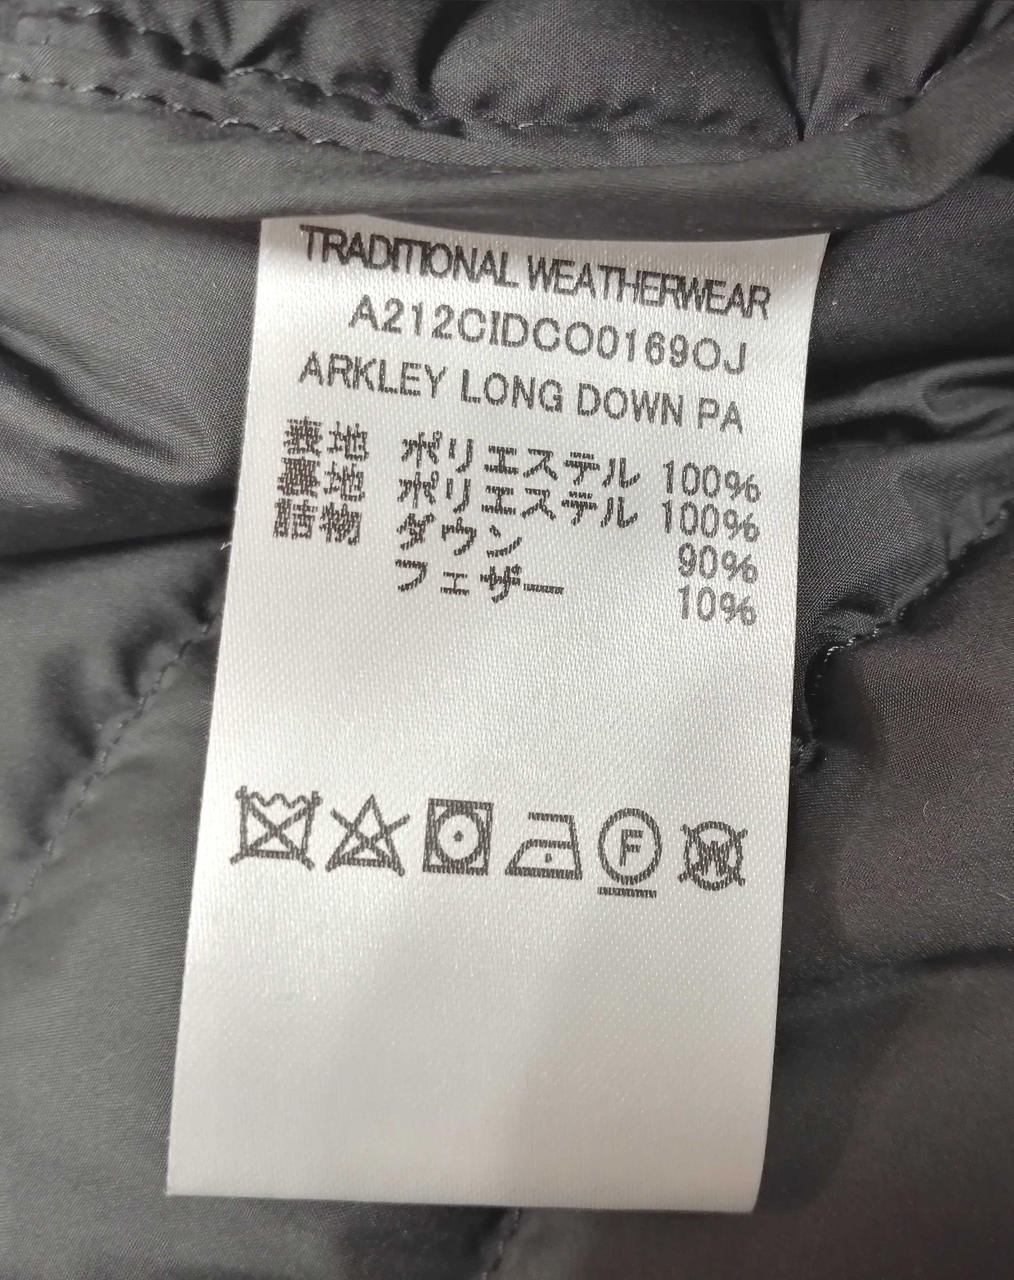 TRADITIONAL WEATHERWEAR
A212CIDCO0169OJ
ARKLEY LONG DOWN PA
表地 ポリエステル 100%
裏地 ポリエステル 100%
詰物 ダウン 90%
フェザー 10%
F
W